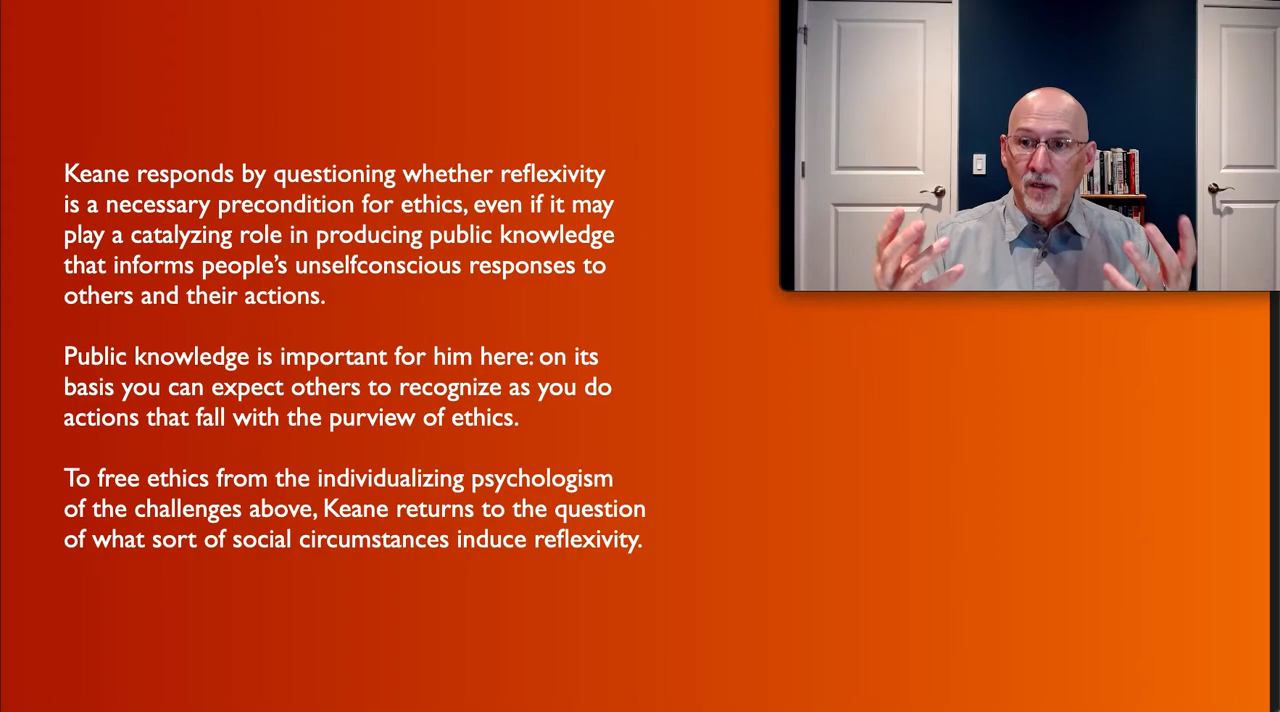 Keane responds by questioning whether reflexivity
is a necessary precondition for ethics, even if it may
play a catalyzing role in producing public knowledge
that informs people’s unselfconscious responses to
others and their actions.
Public knowledge is important for him here: on its
basis you can expect others to recognize as you do
actions that fall with the purview of ethics.
To free ethics from the individualizing psychologism
of the challenges above, Keane returns to the question
of what sort of social circumstances induce reflexivity.